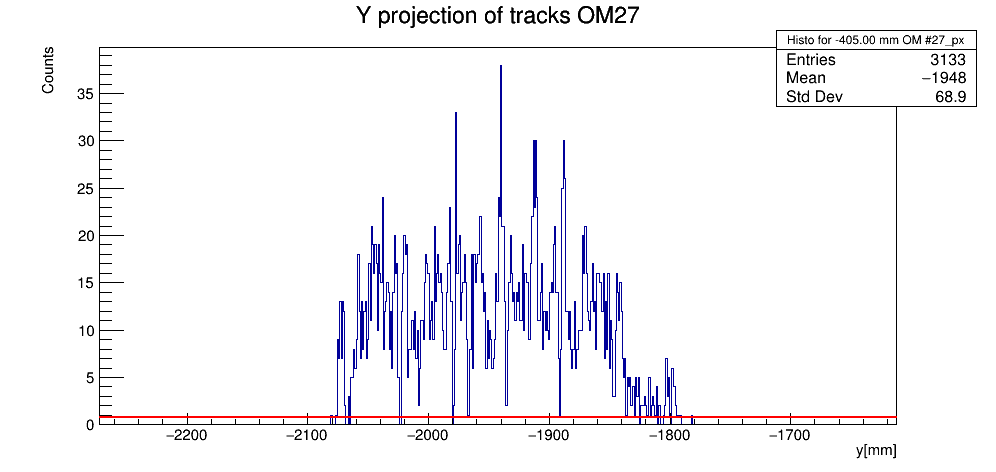 Y projection of tracks OM27
Histo for -405.00 mm OM #27_px
Entries 3133
Mean −1948
Std Dev 68.9
Counts
35
30
25
20
15
10
5
0
−2200 −2100 −2000 −1900 −1800 −1700
y[mm]